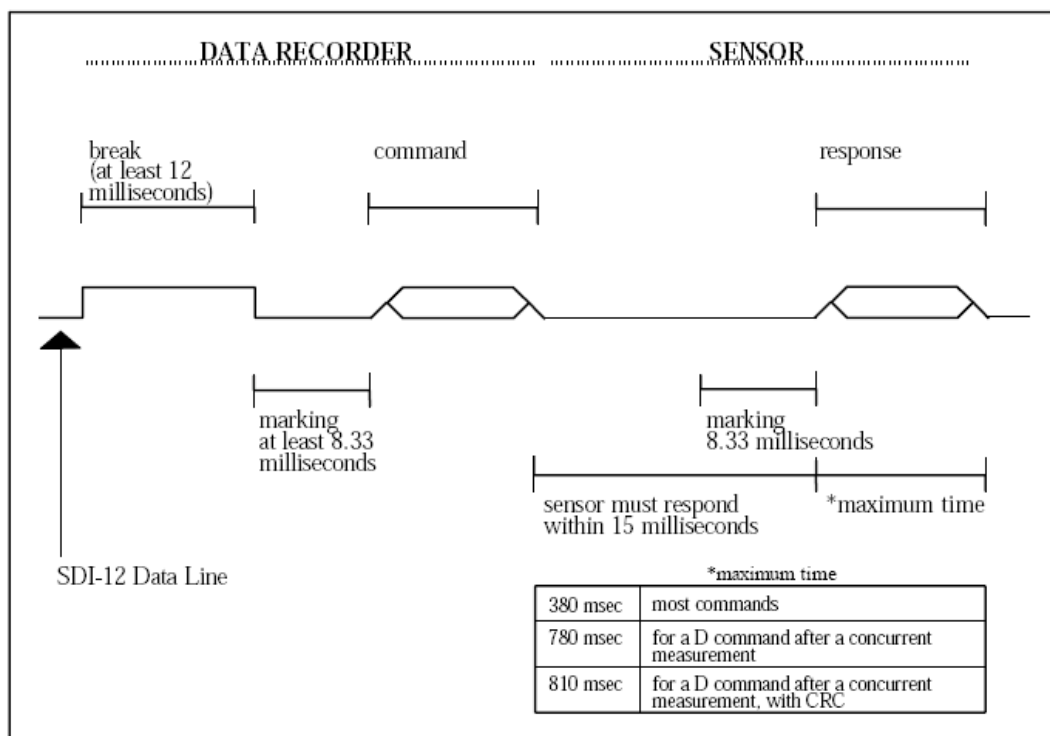 DATA RECORDER
SENSOR
break
(at least 12
milliseconds)
command
response
marking
at least 8.33
milliseconds
marking
8.33 milliseconds
sensor must respond
within 15 milliseconds
*maximum time
SDI-12 Data Line
*maximum time
380 msec most commands
780 msec for a D command after a concurrent
measurement
810 msec for a D command after a concurrent
measurement, with CRC